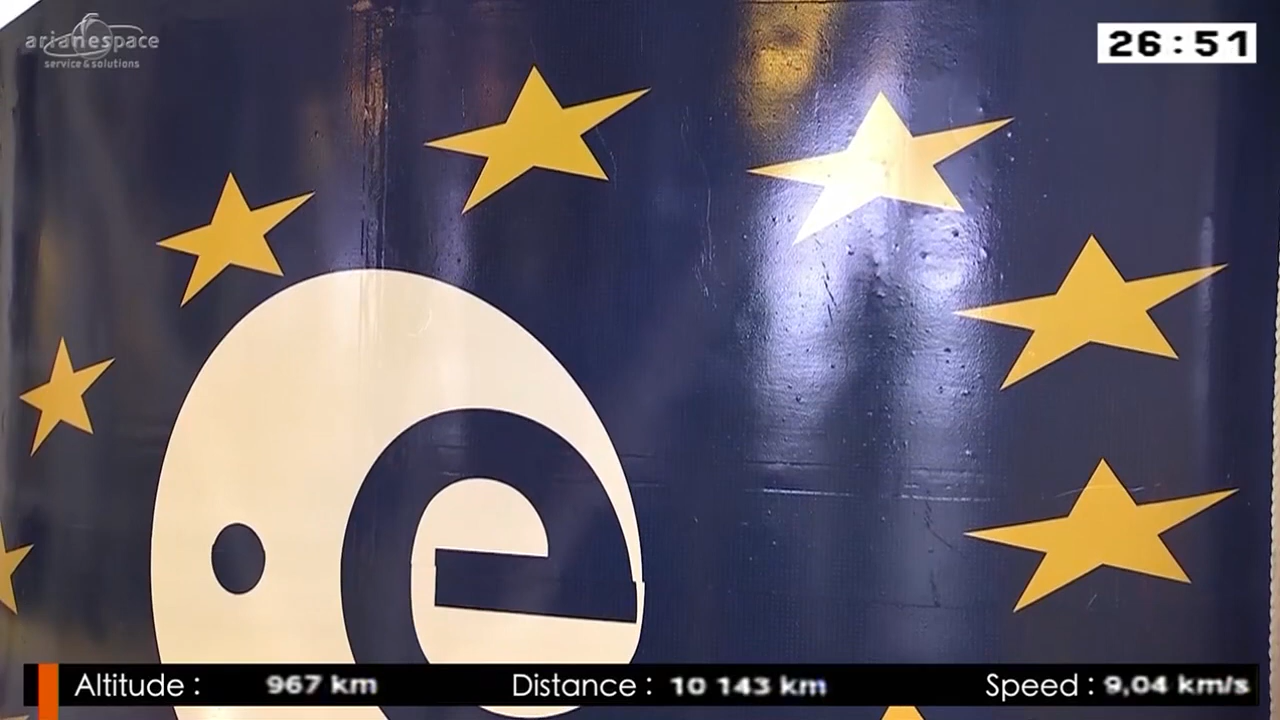 arianespace
service & solutions
26:51
e
Altitude : 967 km Distance : 10 143 km Speed : 9,04 km/s